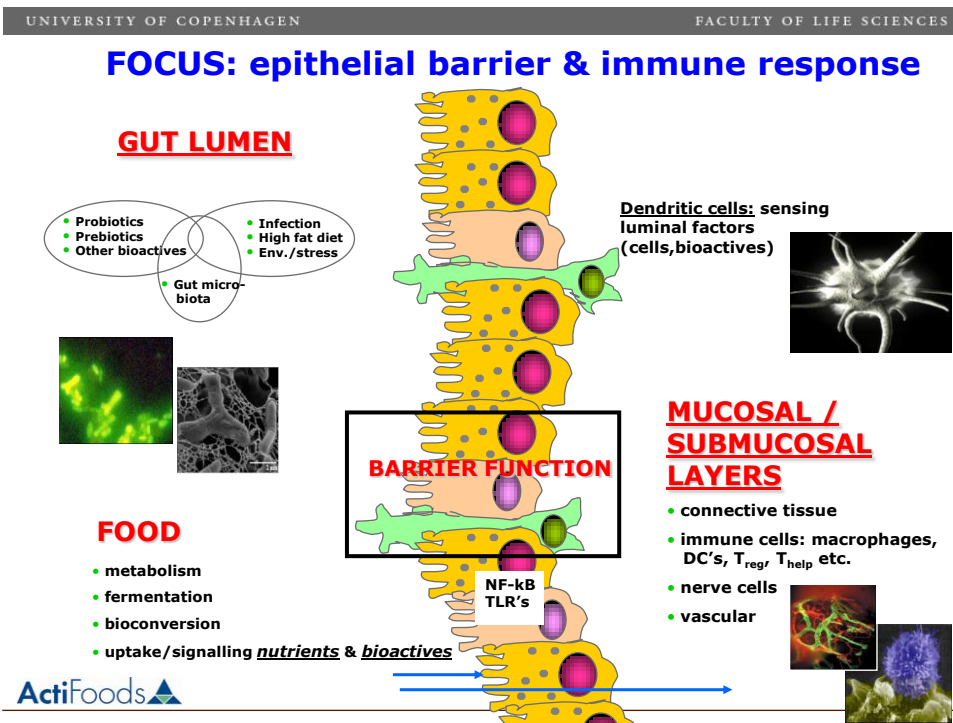 UNIVERSITY OF COPENHAGEN
FACULTY OF LIFE SCIENCES
FOCUS: epithelial barrier & immune response
GUT LUMEN
• Probiotics
• Prebiotics
• Other bioactives
• Infection
• High fat diet
• Env./stress
• Gut micro-
biota
Dendritic cells: sensing
luminal factors
(cells,bioactives)
BARRIER FUNCTION
NF-kB
TLR's
MUCOSAL /
SUBMUCOSAL
LAYERS
• connective tissue
• immune cells: macrophages,
DC's, Treg, Thelp etc.
• nerve cells
• vascular
FOOD
• metabolism
• fermentation
• bioconversion
• uptake/signalling nutrients & bioactives
ActiFoods